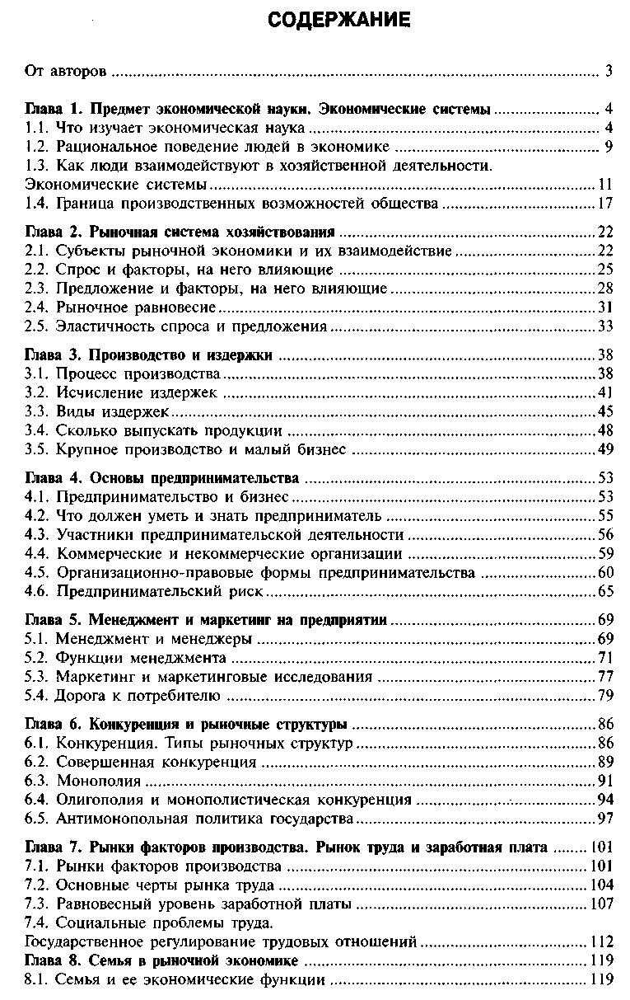 СОДЕРЖАНИЕ
От авторов 3
Глава 1. Предмет экономической науки. Экономические системы 4
1.1. Что изучает экономическая наука 4
1.2. Рациональное поведение людей в экономике 9
1.3. Как люди взаимодействуют в хозяйственной деятельности.
Экономические системы 11
1.4. Граница производственных возможностей общества 17
Глава 2. Рыночная система хозяйствования 22
2.1. Субъекты рыночной экономики и их взаимодействие 22
2.2. Спрос и факторы, на него влияющие 25
2.3. Предложение и факторы, на него влияющие 28
2.4. Рыночное равновесие 31
2.5. Эластичность спроса и предложения 33
Глава 3. Производство и издержки 38
3.1. Процесс производства 38
3.2. Исчисление издержек 41
3.3. Виды издержек 45
3.4. Сколько выпускать продукции 48
3.5. Крупное производство и малый бизнес 49
Глава 4. Основы предпринимательства 53
4.1. Предпринимательство и бизнес 53
4.2. Что должен уметь и знать предприниматель 55
4.3. Участники предпринимательской деятельности 56
4.4. Коммерческие и некоммерческие организации 59
4.5. Организационно-правовые формы предпринимательства 60
4.6. Предпринимательский риск 65
Глава 5. Менеджмент и маркетинг на предприятии 69
5.1. Менеджмент и менеджеры 69
5.2. Функции менеджмента 71
5.3. Маркетинг и маркетинговые исследования 77
5.4. Дорога к потребителю 79
Глава 6. Конкуренция и рыночные структуры 86
6.1. Конкуренция. Типы рыночных структур 86
6.2. Совершенная конкуренция 89
6.3. Монополия 91
6.4. Олигополия и монополистическая конкуренция 94
6.5. Антимонопольная политика государства 97
Глава 7. Рынки факторов производства. Рынок труда и заработная плата 101
7.1. Рынки факторов производства 101
7.2. Основные черты рынка труда 104
7.3. Равновесный уровень заработной платы 107
7.4. Социальные проблемы труда.
Государственное регулирование трудовых отношений 112
Глава 8. Семья в рыночной экономике 119
8.1. Семья и ее экономические функции 119